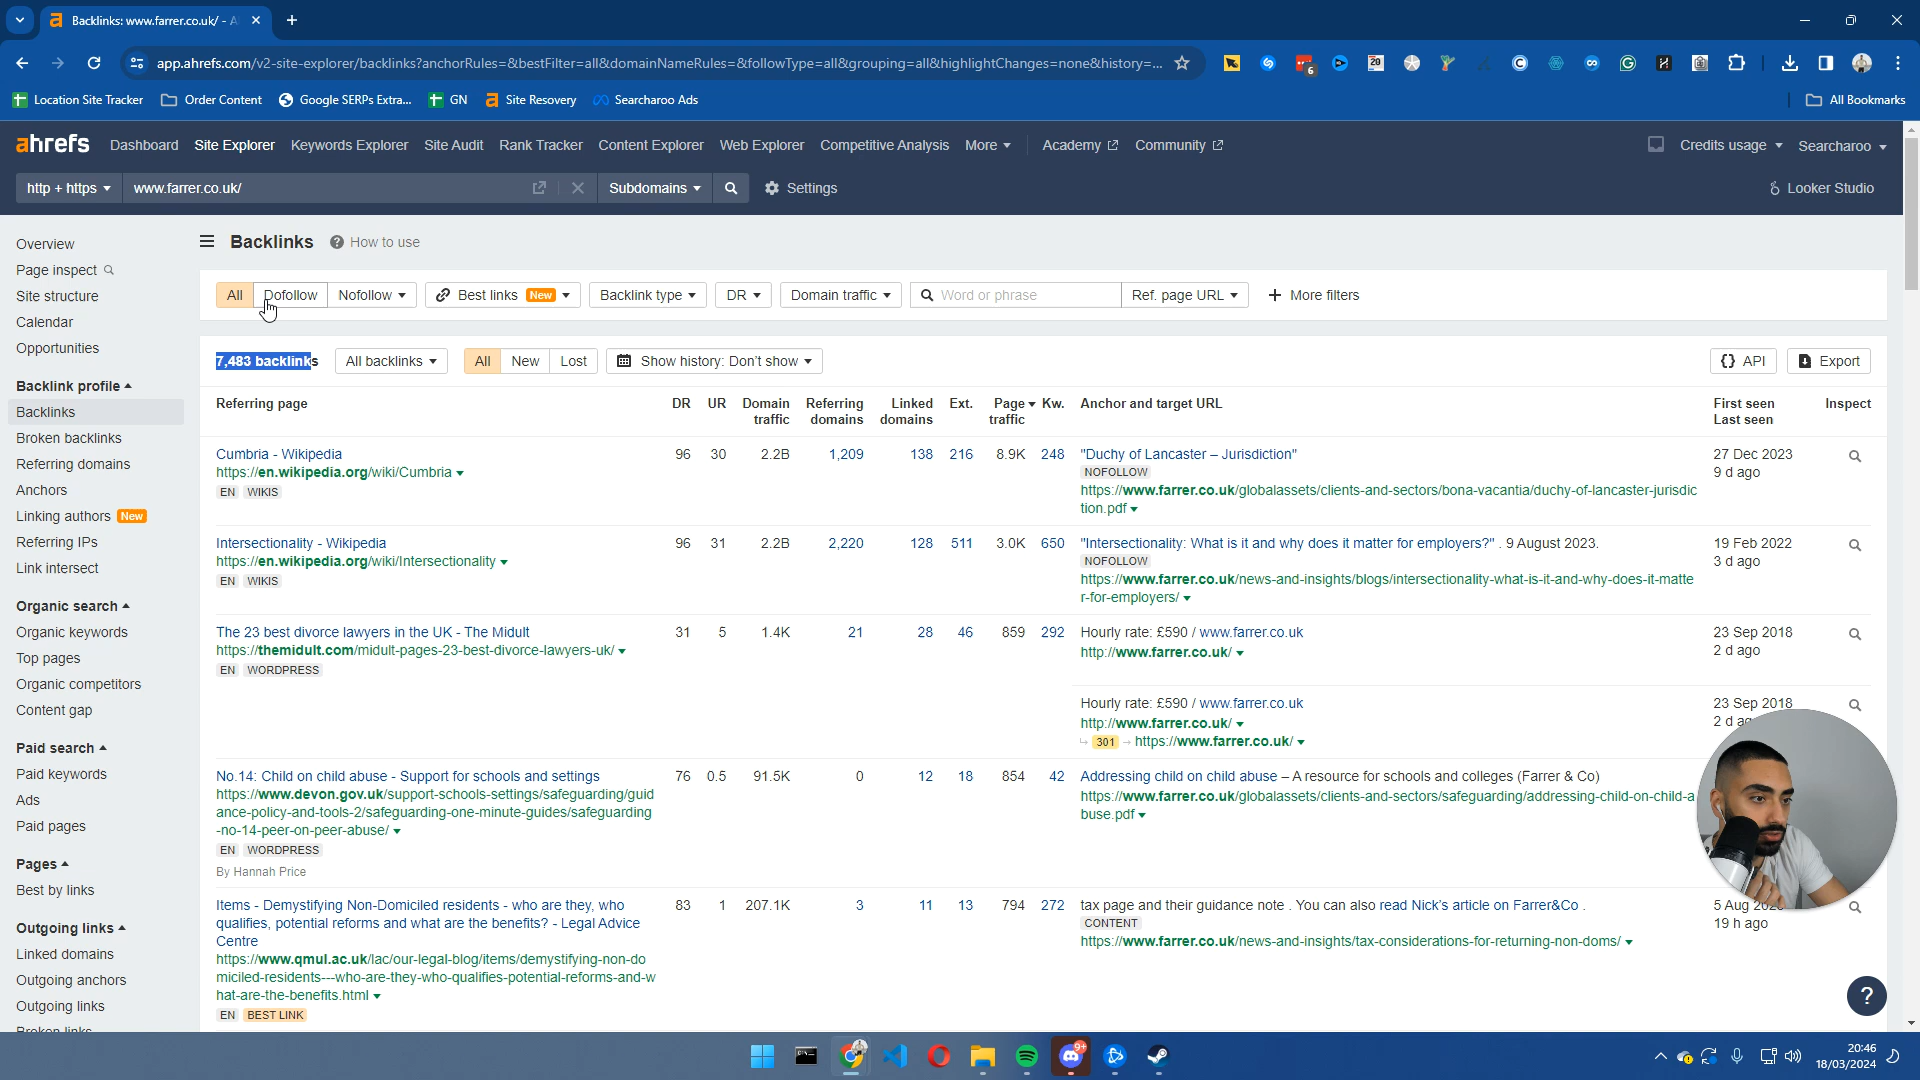 Backlinks: www.farrer.co.uk/ - A
app.ahrefs.com/v2-site-explorer/backlinks?anchorRules=&bestFilter=all&domainNameRules=&followType=all&grouping=all&highlightChanges=none&history=...
6
20
Location Site Tracker
Order Content
Google SERPs Extra...
GN
Site Recovery
Searcharoo Ads
All Bookmarks
ahrefs
Dashboard
Site Explorer
Keywords Explorer
Site Audit
Rank Tracker
Content Explorer
Web Explorer
Competitive Analysis
More
Academy
Community
Credits usage
Searcharoo
http + https
www.farrer.co.uk/
Subdomains
Settings
Looker Studio
Overview
Page inspect
Site structure
Calendar
Opportunities
Backlink profile
Backlinks
Broken backlinks
Referring domains
Anchors
Linking authors New
Referring IPs
Link intersect
Organic search
Organic keywords
Top pages
Organic competitors
Content gap
Paid search
Paid keywords
Ads
Paid pages
Pages
Best by links
Outgoing links
Linked domains
Outgoing anchors
Outgoing links
Broken links
Backlinks
? How to use
All
Dofollow
Nofollow
Best links New
Backlink type
DR
Domain traffic
Word or phrase
Ref. page URL
+ More filters
7,483 backlinks
All backlinks
All
New
Lost
Show history: Don't show
{} API
Export
Referring page
DR
UR
Domain traffic
Referring domains
Linked domains
Ext.
Page traffic
Kw.
Anchor and target URL
First seen
Last seen
Inspect
Cumbria - Wikipedia
https://en.wikipedia.org/wiki/Cumbria
EN WIKIS
96 30 2.2B 1,209 138 216 8.9K 248
"Duchy of Lancaster – Jurisdiction"
NOFOLLOW
https://www.farrer.co.uk/globalassets/clients-and-sectors/bona-vacantia/duchy-of-lancaster-jurisdic
tion.pdf
27 Dec 2023
9 d ago
Intersectionality - Wikipedia
https://en.wikipedia.org/wiki/Intersectionality
EN WIKIS
96 31 2.2B 2,220 128 511 3.0K 650
"Intersectionality: What is it and why does it matter for employers?" . 9 August 2023.
NOFOLLOW
https://www.farrer.co.uk/news-and-insights/blogs/intersectionality-what-is-it-and-why-does-it-matte
r-for-employers/
19 Feb 2022
3 d ago
The 23 best divorce lawyers in the UK - The Midult
https://themidult.com/midult-pages-23-best-divorce-lawyers-uk/
EN WORDPRESS
31 5 1.4K 21 28 46 859 292
Hourly rate: £590 / www.farrer.co.uk
http://www.farrer.co.uk/
23 Sep 2018
2 d ago
Hourly rate: £590 / www.farrer.co.uk
http://www.farrer.co.uk/
301 https://www.farrer.co.uk/
23 Sep 2018
2 d ag
No.14: Child on child abuse - Support for schools and settings
https://www.devon.gov.uk/support-schools-settings/safeguarding/guid
ance-policy-and-tools-2/safeguarding-one-minute-guides/safeguarding
-no-14-peer-on-peer-abuse/
EN WORDPRESS
By Hannah Price
76 0.5 91.5K 0 12 18 854 42
Addressing child on child abuse – A resource for schools and colleges (Farrer & Co)
https://www.farrer.co.uk/globalassets/clients-and-sectors/safeguarding/addressing-child-on-child-a
buse.pdf
Items - Demystifying Non-Domiciled residents - who are they, who
qualifies, potential reforms and what are the benefits? - Legal Advice
Centre
https://www.qmul.ac.uk/lac/our-legal-blog/items/demystifying-non-do
miciled-residents---who-are-they-who-qualifies-potential-reforms-and-w
hat-are-the-benefits.html
EN BEST LINK
83 1 207.1K 3 11 13 794 272
tax page and their guidance note . You can also read Nick's article on Farrer&Co .
CONTENT
https://www.farrer.co.uk/news-and-insights/tax-considerations-for-returning-non-doms/
5 Aug
19 h ago
?
9+
20:46
18/03/2024